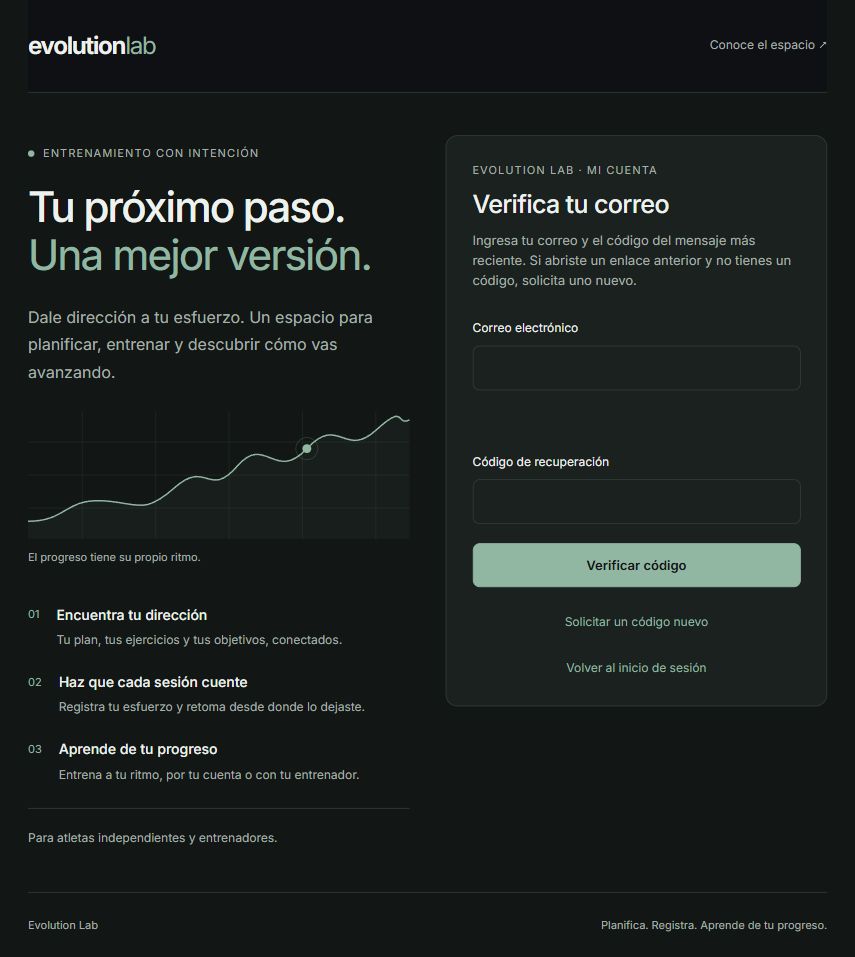 evolutionlab
Conoce el espacio ↗
ENTRENAMIENTO CON INTENCIÓN
Tu próximo paso.
Una mejor versión.
Dale dirección a tu esfuerzo. Un espacio para
planificar, entrenar y descubrir cómo vas
avanzando.
El progreso tiene su propio ritmo.
01 Encuentra tu dirección
Tu plan, tus ejercicios y tus objetivos, conectados.
02 Haz que cada sesión cuente
Registra tu esfuerzo y retoma desde donde lo dejaste.
03 Aprende de tu progreso
Entrena a tu ritmo, por tu cuenta o con tu entrenador.
Para atletas independientes y entrenadores.
EVOLUTION LAB · MI CUENTA
Verifica tu correo
Ingresa tu correo y el código del mensaje más
reciente. Si abriste un enlace anterior y no tienes un
código, solicita uno nuevo.
Correo electrónico
Código de recuperación
Verificar código
Solicitar un código nuevo
Volver al inicio de sesión
Evolution Lab
Planifica. Registra. Aprende de tu progreso.